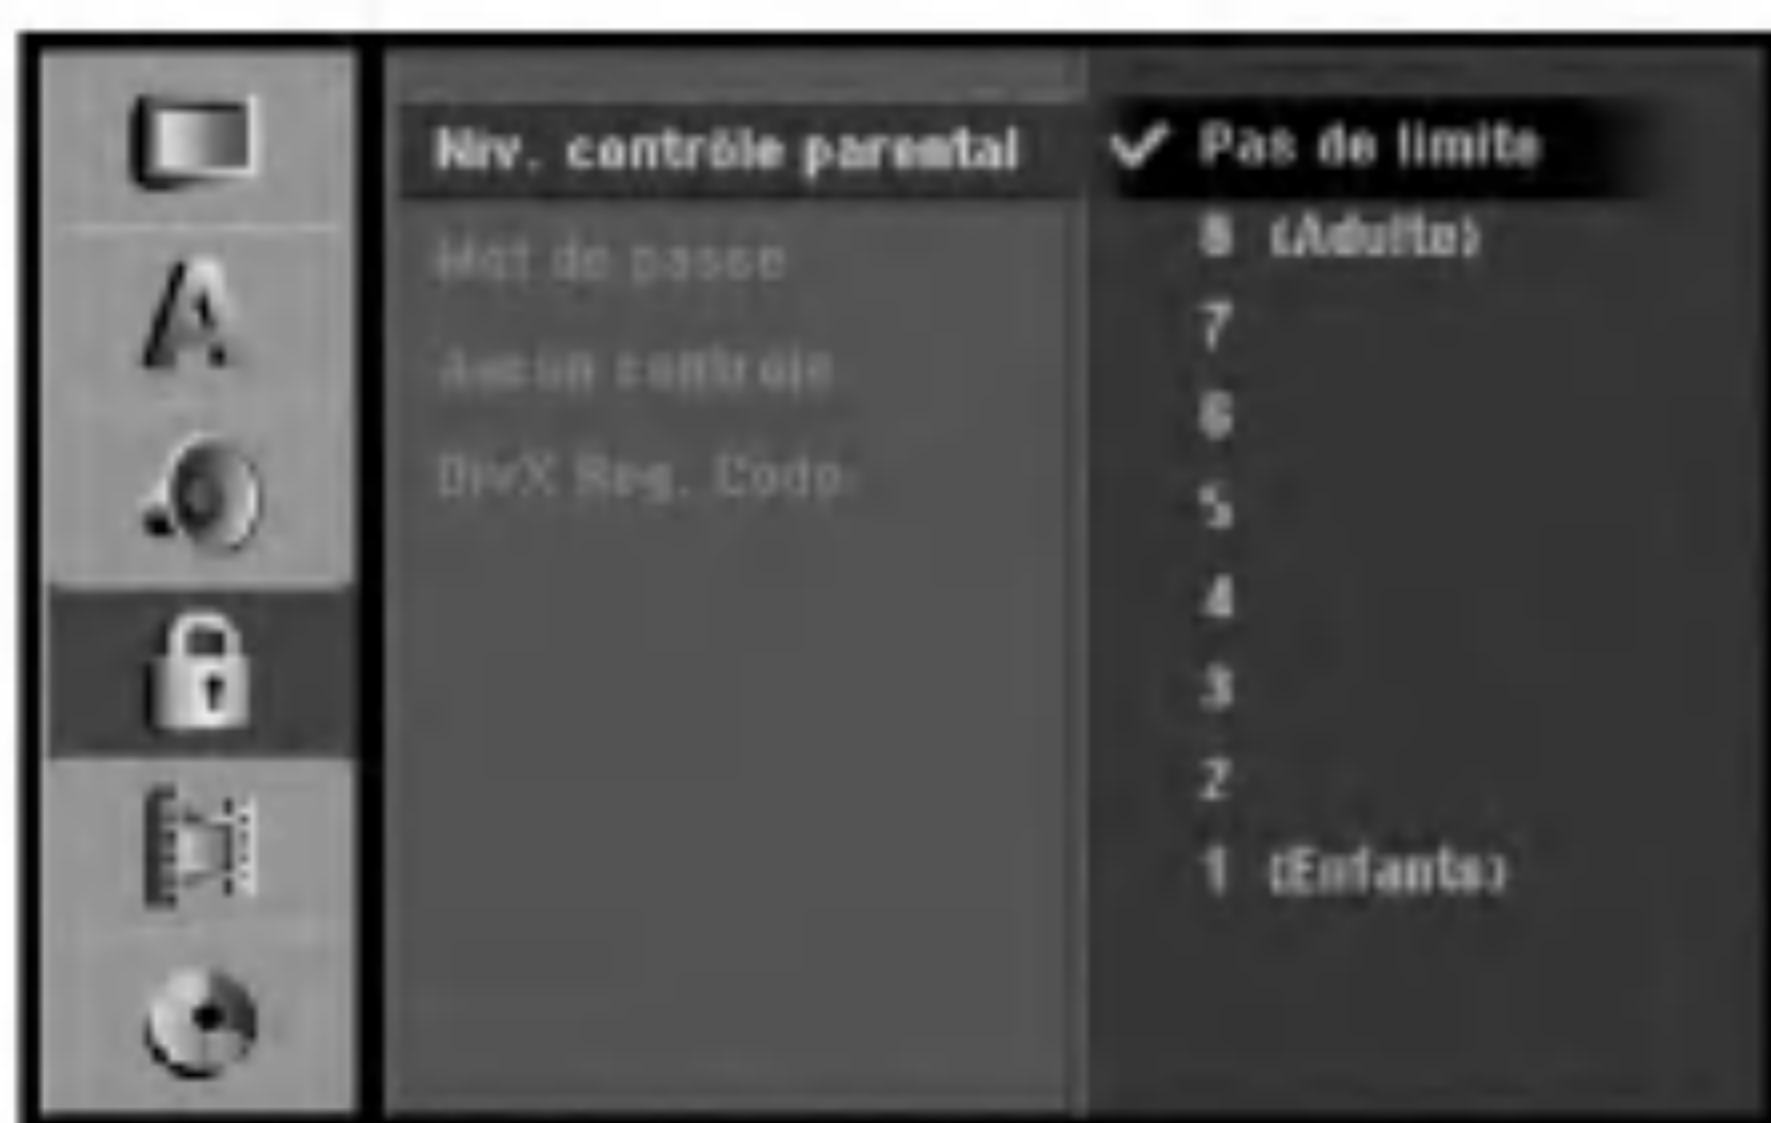 Niv. contrôle parental
✓ Pas de limite
8 (Adulte)
Mot de passe
7
Aucun contrôle
6
DivX Reg. Code
5
4
3
2
1 (Enfants)